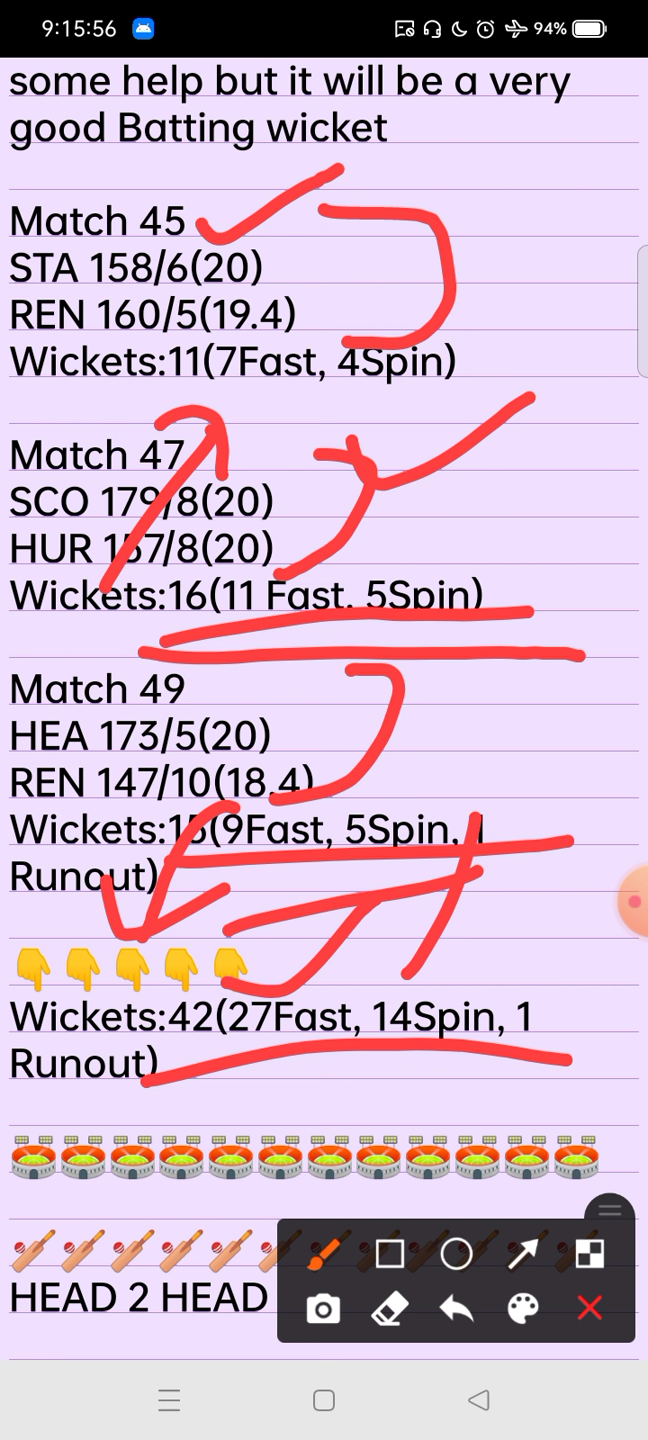 9:15:56
94%
some help but it will be a very
good Batting wicket
Match 45
STA 158/6(20)
REN 160/5(19.4)
Wickets:11(7Fast, 4Spin)
Match 47
SCO 179/8(20)
HUR 157/8(20)
Wickets:16(11 Fast, 5Spin)
Match 49
HEA 173/5(20)
REN 147/10(18.4)
Wickets:15(9Fast, 5Spin, 1
Runout)
Wickets:42(27Fast, 14Spin, 1
Runout)
HEAD 2 HEAD